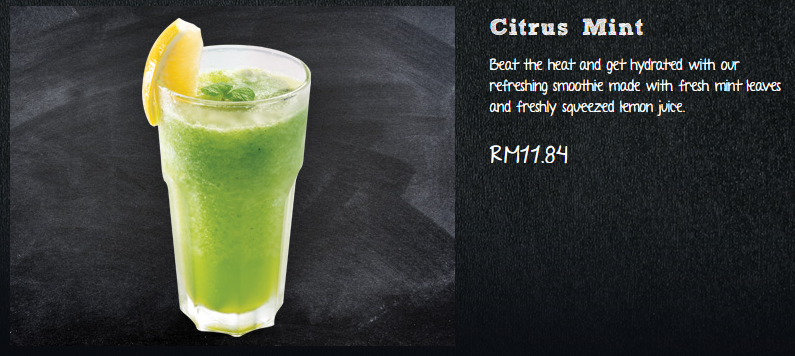 Citrus Mint
Beat the heat and get hydrated with our
refreshing smoothie made with fresh mint leaves
and freshly squeezed lemon juice.
RM11.84